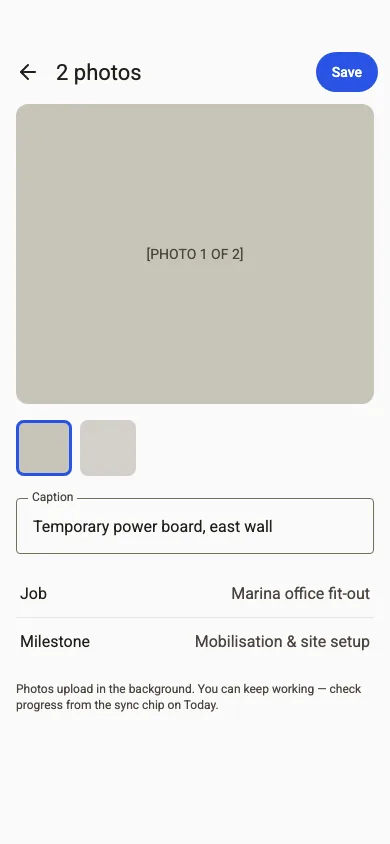 2 photos
Save
[PHOTO 1 OF 2]
Caption
Temporary power board, east wall
Job
Marina office fit-out
Milestone
Mobilisation & site setup
Photos upload in the background. You can keep working — check
progress from the sync chip on Today.